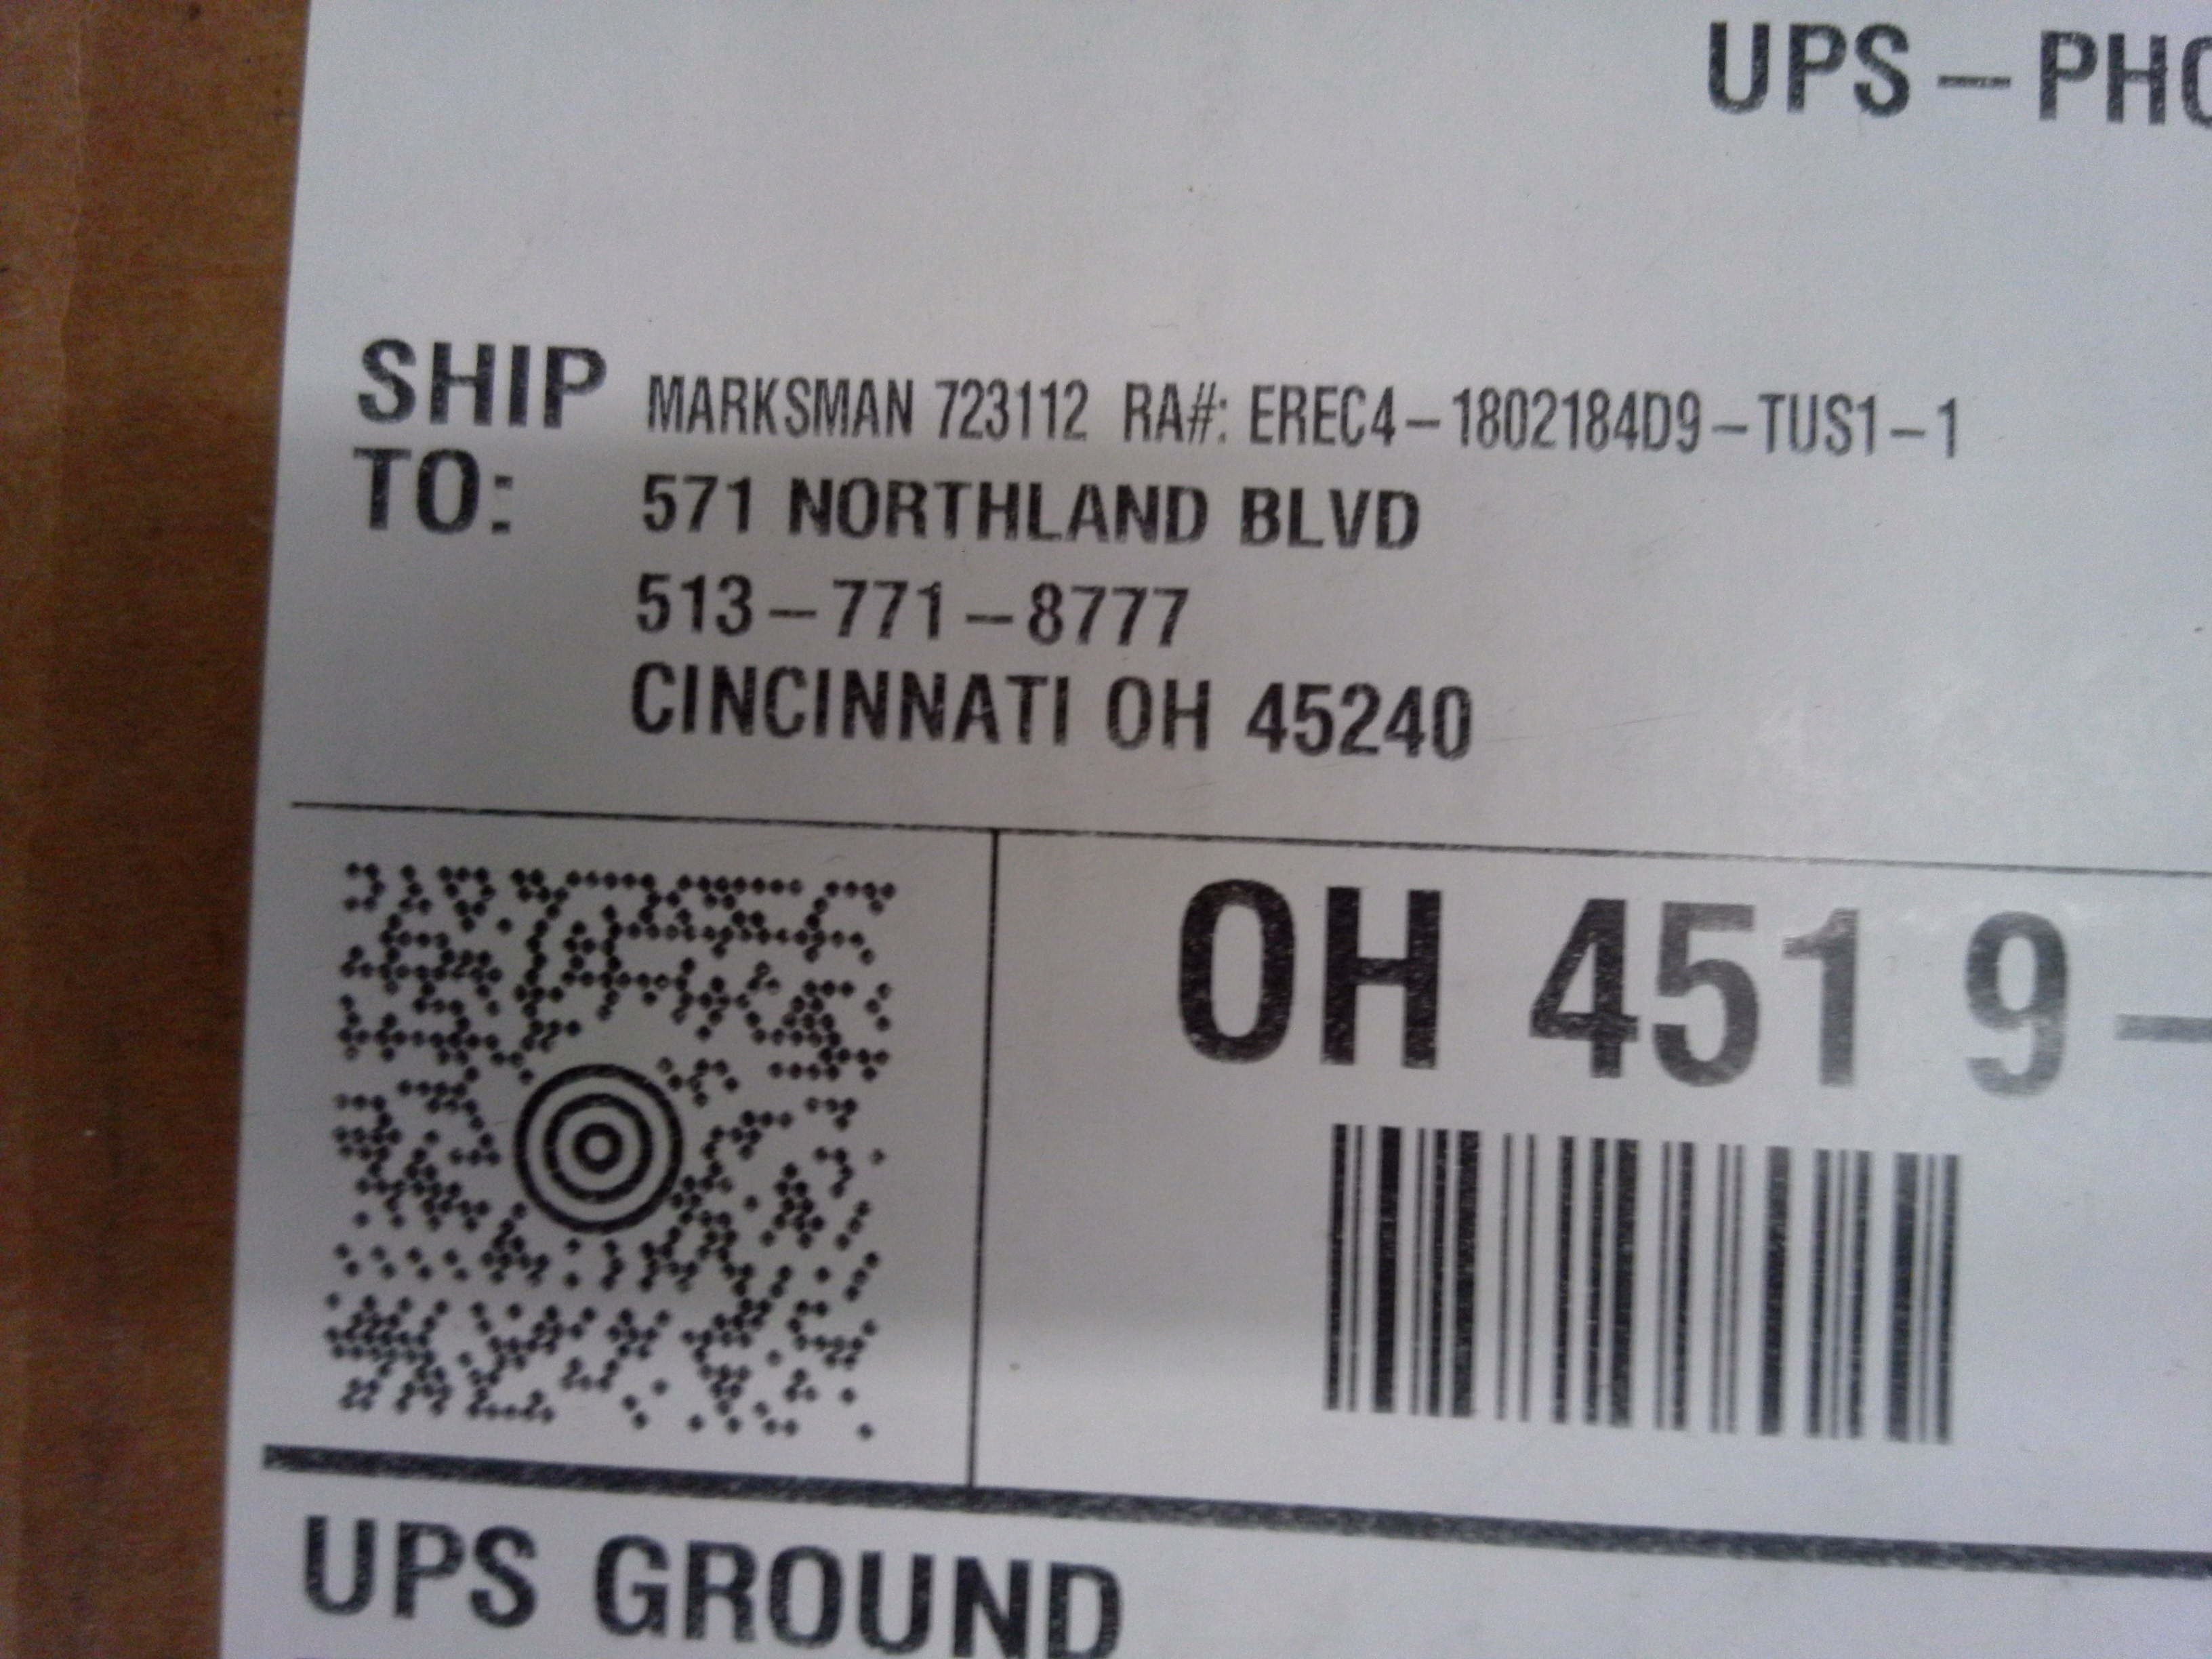 UPS - PHO
SHIP TO:
MARKSMAN 723112 RA#: EREC4-1802184D9-TUS1-1
571 NORTHLAND BLVD
513-771-8777
CINCINNATI OH 45240
OH 451 9-
UPS GROUND